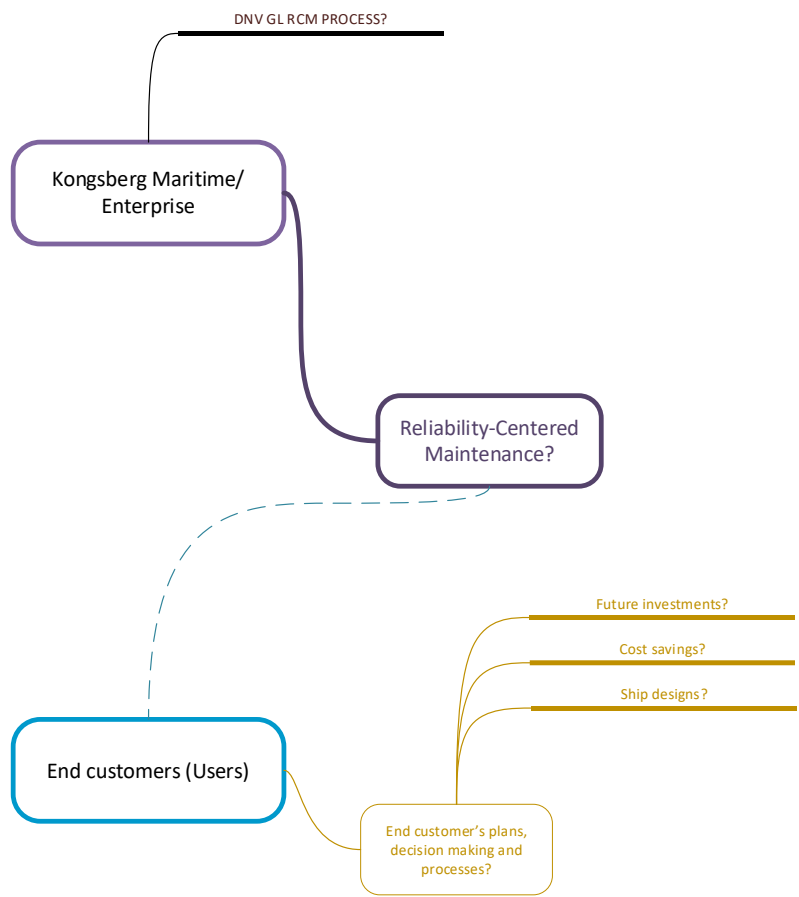 DNV GL RCM PROCESS?
Kongsberg Maritime/
Enterprise
Reliability-Centered
Maintenance?
Future investments?
Cost savings?
Ship designs?
End customers (Users)
End customer’s plans,
decision making and
processes?